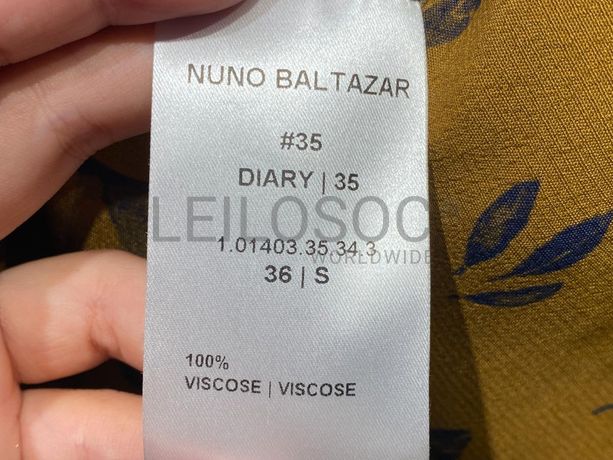 NUNO BALTAZAR
#35
DIARY | 35
LEILOSOC
WORLDWIDE
1.01403.35.34.3
36 | S
100%
VISCOSE | VISCOSE